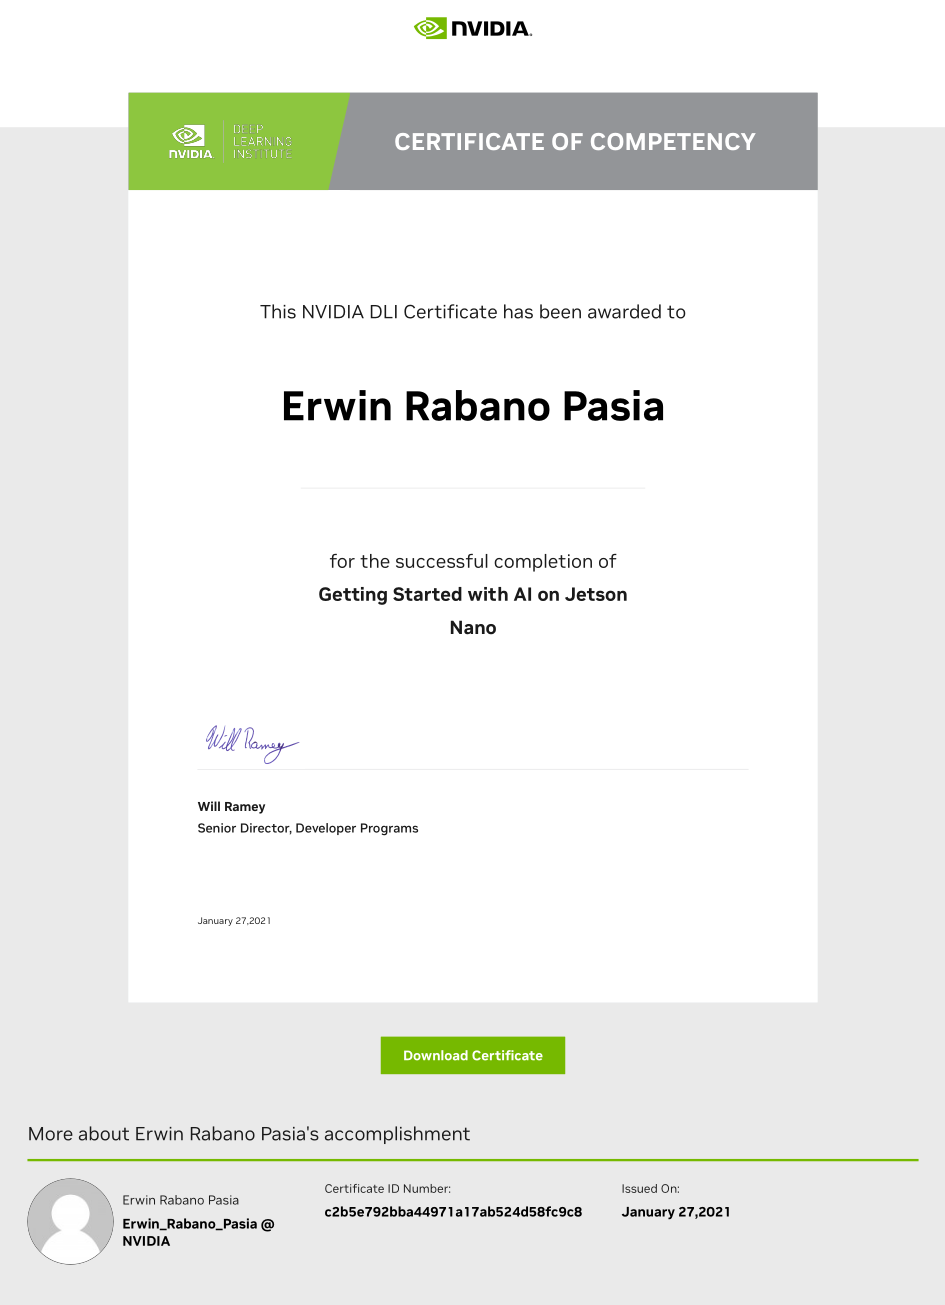 NVIDIA.
NVIDIA
DEEP
LEARNING
INSTITUTE
CERTIFICATE OF COMPETENCY
This NVIDIA DLI Certificate has been awarded to
Erwin Rabano Pasia
for the successful completion of
Getting Started with AI on Jetson
Nano
Will Ramey
Will Ramey
Senior Director, Developer Programs
January 27,2021
Download Certificate
More about Erwin Rabano Pasia's accomplishment
Erwin Rabano Pasia
Erwin_Rabano_Pasia @
NVIDIA
Certificate ID Number:
c2b5e792bba44971a17ab524d58fc9c8
Issued On:
January 27,2021